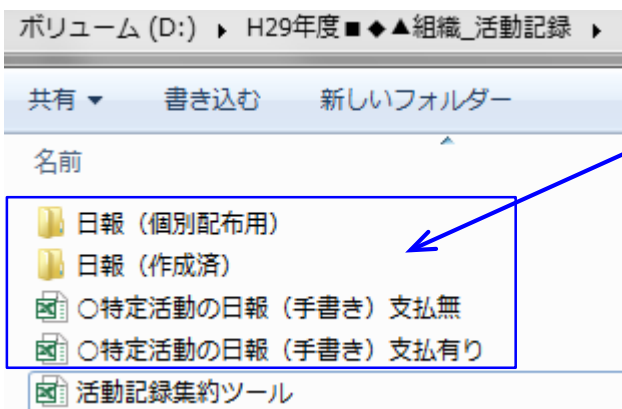 ボリューム (D:) ▸ H29年度■◆▲組織_活動記録 ▸
共有 ▼ 書き込む 新しいフォルダー
名前
日報（個別配布用）
日報（作成済）
○特定活動の日報（手書き）支払無
○特定活動の日報（手書き）支払有り
活動記録集約ツール